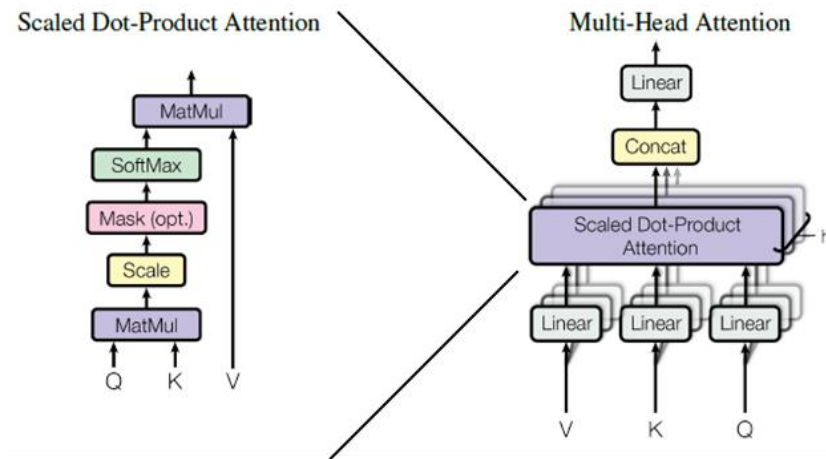 Scaled Dot-Product Attention
MatMul
SoftMax
Mask (opt.)
Scale
MatMul
Q K V
Multi-Head Attention
Linear
Concat
Scaled Dot-Product
Attention
Linear Linear Linear
V K Q